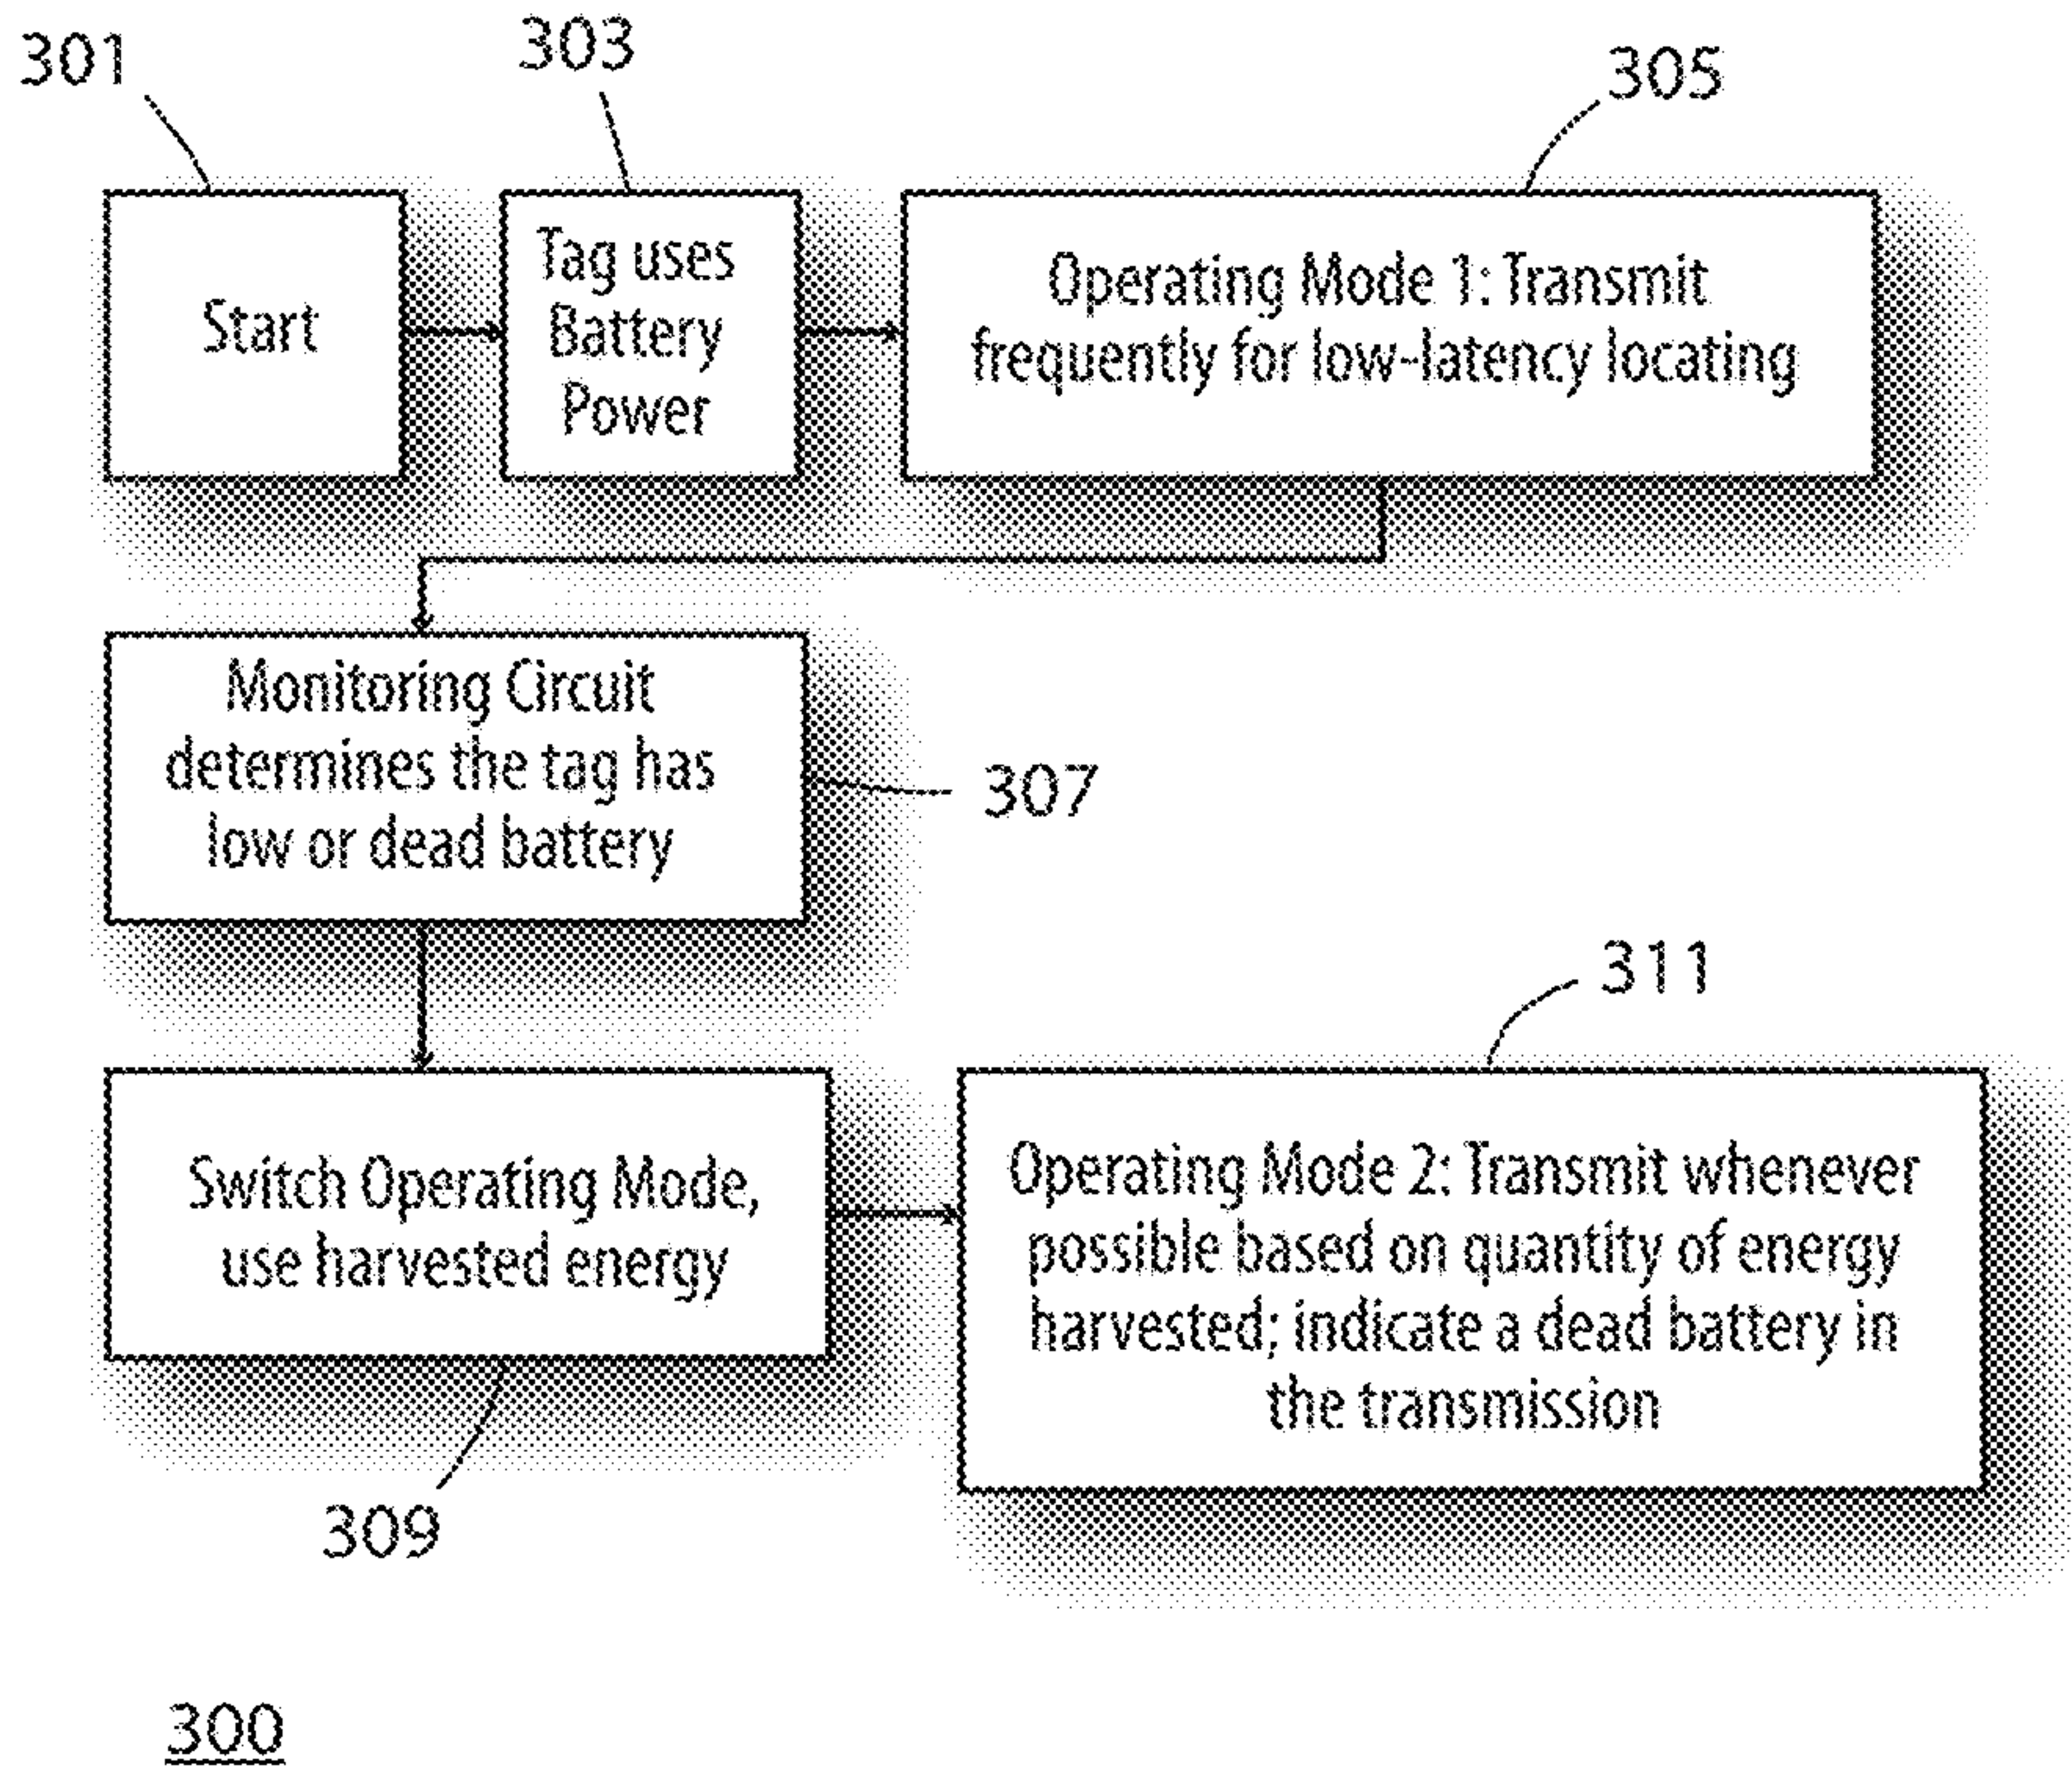 301
303
305
Start
Tag uses
Battery
Power
Operating Mode 1: Transmit
frequently for low-latency locating
Monitoring Circuit
determines the tag has
low or dead battery
307
311
Switch Operating Mode,
use harvested energy
Operating Mode 2: Transmit whenever
possible based on quantity of energy
harvested; indicate a dead battery in
the transmission
309
300